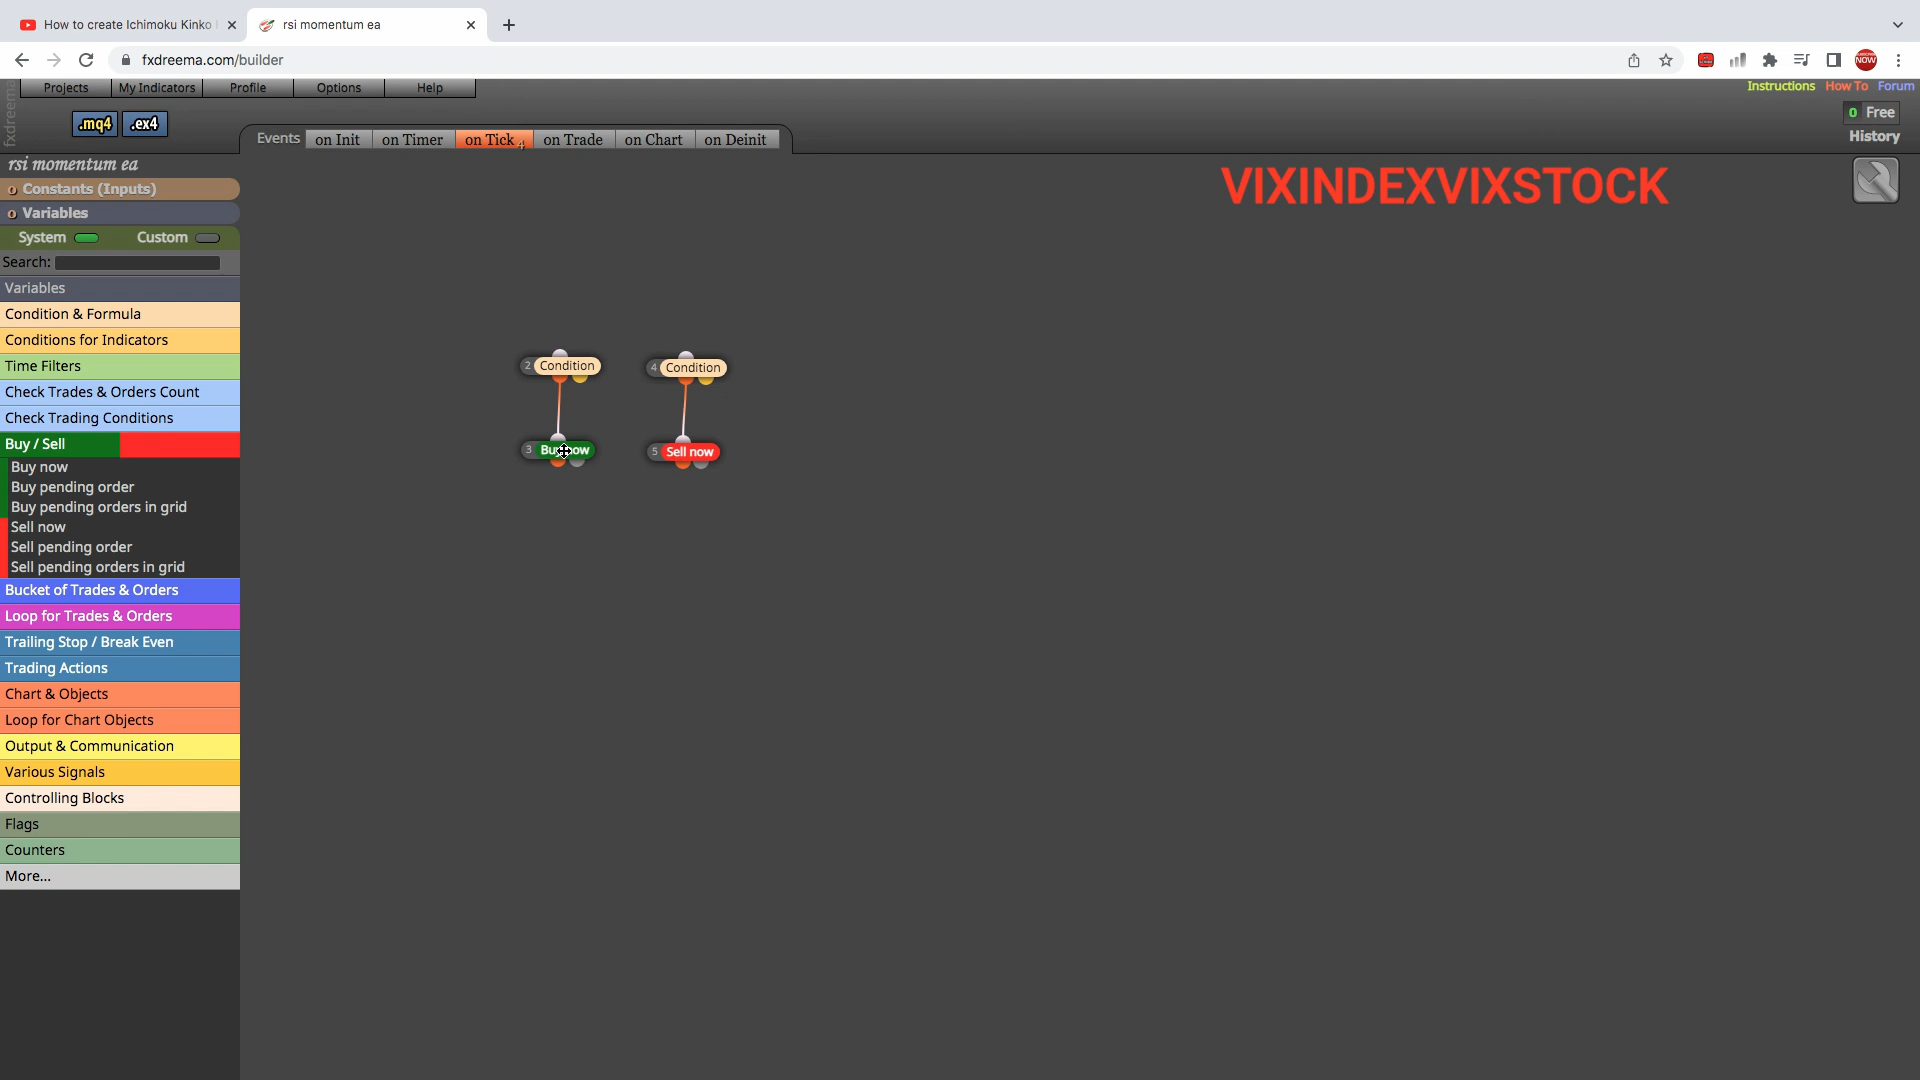 How to create Ichimoku Kinko
rsi momentum ea
fxdreema.com/builder
NOW
Projects
My Indicators
Profile
Options
Help
Instructions
How To
Forum
fxdreema
.mq4
.ex4
0 Free
History
Events
on Init
on Timer
on Tick 4
on Trade
on Chart
on Deinit
rsi momentum ea
o Constants (Inputs)
o Variables
System
Custom
Search:
Variables
Condition & Formula
Conditions for Indicators
Time Filters
Check Trades & Orders Count
Check Trading Conditions
Buy / Sell
Buy now
Buy pending order
Buy pending orders in grid
Sell now
Sell pending order
Sell pending orders in grid
Bucket of Trades & Orders
Loop for Trades & Orders
Trailing Stop / Break Even
Trading Actions
Chart & Objects
Loop for Chart Objects
Output & Communication
Various Signals
Controlling Blocks
Flags
Counters
More...
VIXINDEXVIXSTOCK
2 Condition
4 Condition
3 Buy now
5 Sell now